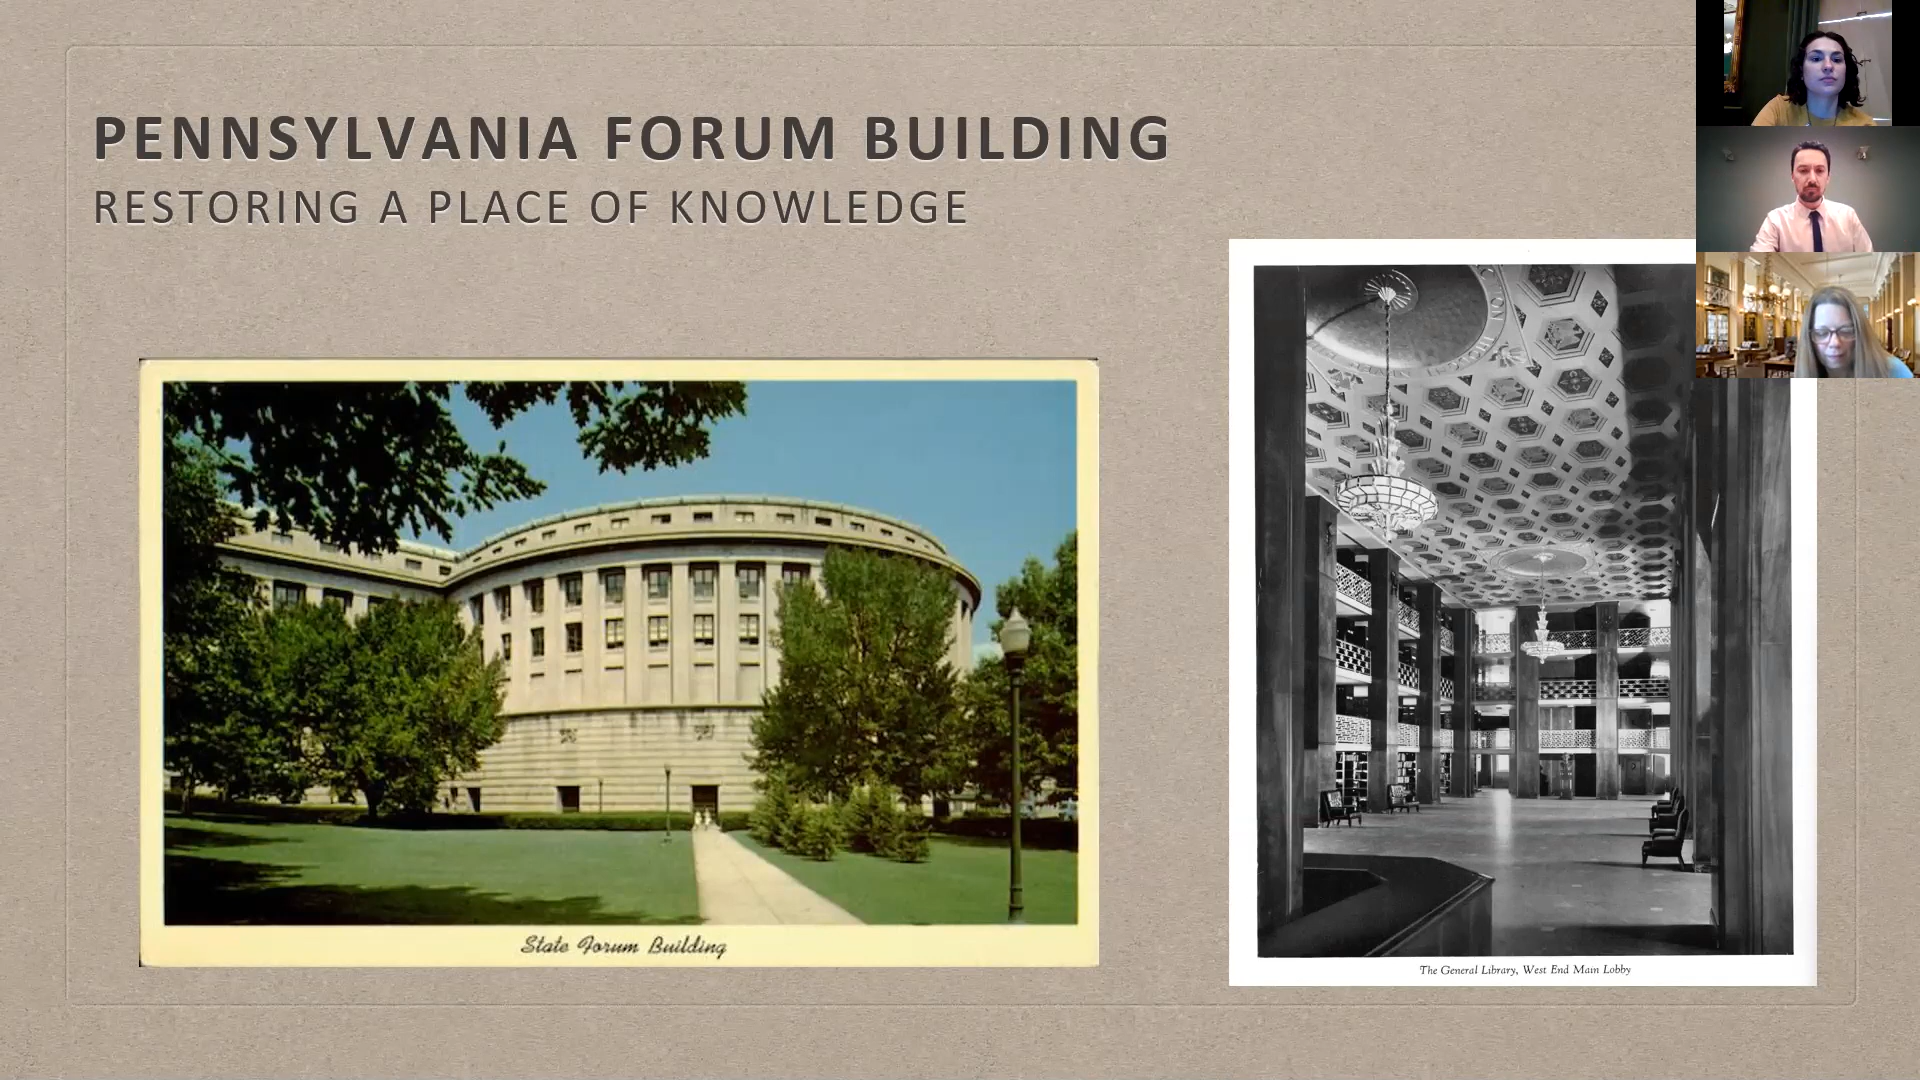 PENNSYLVANIA FORUM BUILDING
RESTORING A PLACE OF KNOWLEDGE
State Forum Building
The General Library, West End Main Lobby